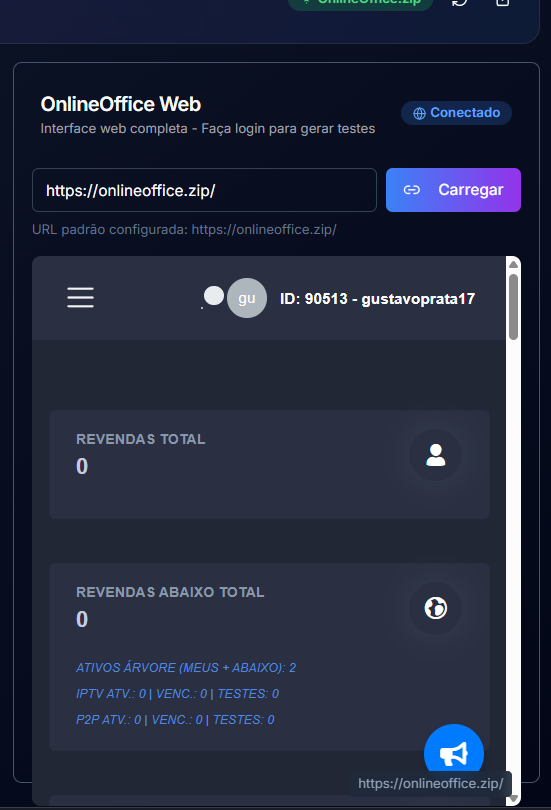 OnlineOffice.zip
OnlineOffice Web
Interface web completa - Faça login para gerar testes
Conectado
https://onlineoffice.zip/
Carregar
URL padrão configurada: https://onlineoffice.zip/
gu
ID: 90513 - gustavoprata17
REVENDAS TOTAL
0
REVENDAS ABAIXO TOTAL
0
ATIVOS ÁRVORE (MEUS + ABAIXO): 2
IPTV ATV.: 0 | VENC.: 0 | TESTES: 0
P2P ATV.: 0 | VENC.: 0 | TESTES: 0
https://onlineoffice.zip/